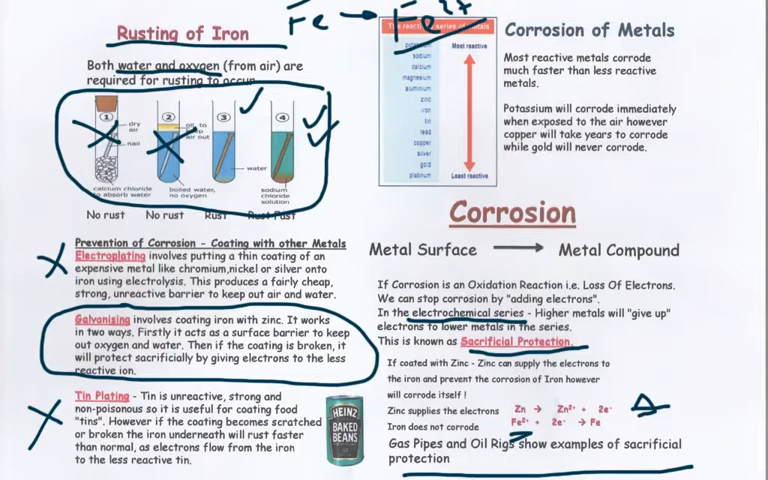 Fe → Fe 2+
Rusting of Iron
Both water and oxygen (from air) are
required for rusting to occur
1
2
3
4
dry
air
nail
oil to
air out
water
calcium chloride
to absorb water
boiled water,
no oxygen
sodium
chloride
solution
No rust
No rust
Rust
Rust Fast
Prevention of Corrosion - Coating with other Metals
Electroplating involves putting a thin coating of an
expensive metal like chromium,nickel or silver onto
iron using electrolysis. This produces a fairly cheap,
strong, unreactive barrier to keep out air and water.
Galvanising involves coating iron with zinc. It works
in two ways. Firstly it acts as a surface barrier to keep
out oxygen and water. Then if the coating is broken, it
will protect sacrificially by giving electrons to the less
reactive ion.
Tin Plating - Tin is unreactive, strong and
non-poisonous so it is useful for coating food
"tins". However if the coating becomes scratched
or broken the iron underneath will rust faster
than normal, as electrons flow from the iron
to the less reactive tin.
HEINZ
BAKED
BEANS
The reactivity series of metals
potassium
sodium
calcium
magnesium
aluminium
zinc
iron
tin
lead
copper
silver
gold
platinum
Most reactive
Least reactive
Corrosion of Metals
Most reactive metals corrode
much faster than less reactive
metals.
Potassium will corrode immediately
when exposed to the air however
copper will take years to corrode
while gold will never corrode.
Corrosion
Metal Surface → Metal Compound
If Corrosion is an Oxidation Reaction i.e. Loss Of Electrons.
We can stop corrosion by "adding electrons".
In the electrochemical series - Higher metals will "give up"
electrons to lower metals in the series.
This is known as Sacrificial Protection.
If coated with Zinc - Zinc can supply the electrons to
the iron and prevent the corrosion of Iron however
will corrode itself !
Zinc supplies the electrons Zn → Zn²⁺ + 2e⁻
Iron does not corrode Fe²⁺ + 2e⁻ → Fe
Gas Pipes and Oil Rigs show examples of sacrificial
protection